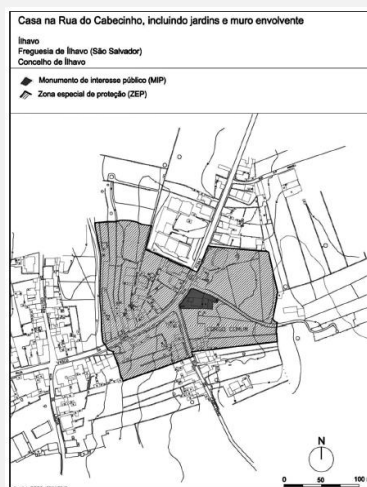 Casa na Rua do Cabecinho, incluindo jardins e muro envolvente
Ílhavo
Freguesia de Ílhavo (São Salvador)
Concelho de Ílhavo
Monumento de interesse público (MIP)
Zona especial de proteção (ZEP)
CORGO COMUM
N
0 50 100